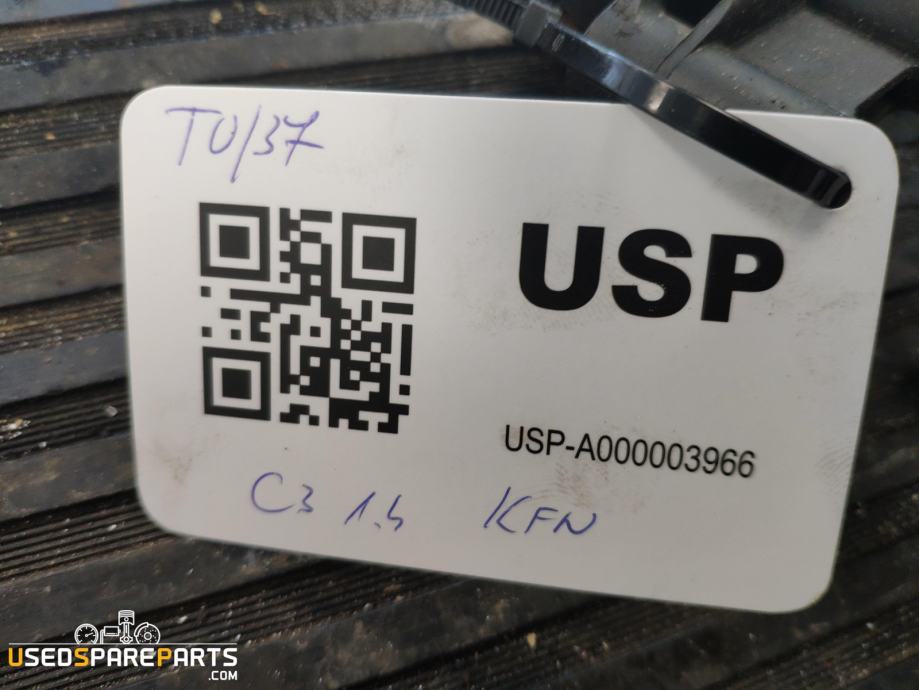 TU/37
USP
USP-A000003966
C3 1.4 KFN
USEDSPAREPARTS
.COM